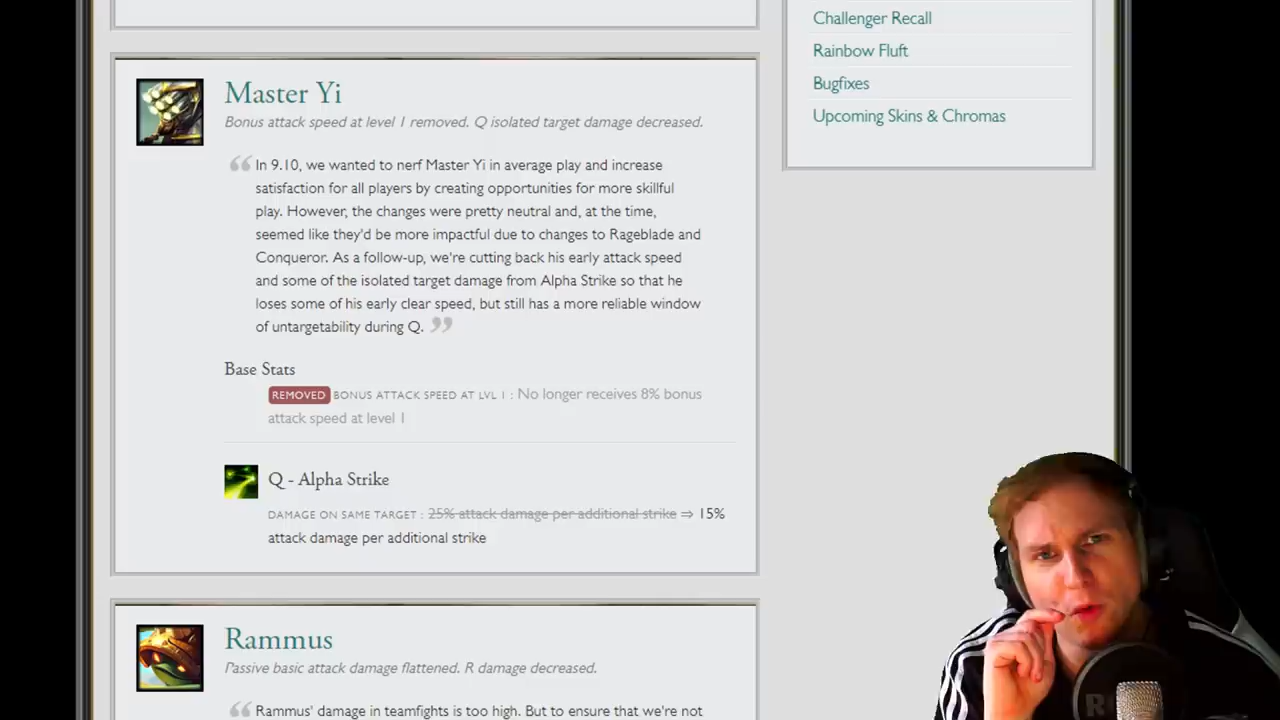 Challenger Recall
Rainbow Fluft
Bugfixes
Upcoming Skins & Chromas
Master Yi
Bonus attack speed at level 1 removed. Q isolated target damage decreased.
“ In 9.10, we wanted to nerf Master Yi in average play and increase
satisfaction for all players by creating opportunities for more skillful
play. However, the changes were pretty neutral and, at the time,
seemed like they'd be more impactful due to changes to Rageblade and
Conqueror. As a follow-up, we're cutting back his early attack speed
and some of the isolated target damage from Alpha Strike so that he
loses some of his early clear speed, but still has a more reliable window
of untargetability during Q. ”
Base Stats
REMOVED BONUS ATTACK SPEED AT LVL 1 : No longer receives 8% bonus
attack speed at level 1
Q - Alpha Strike
DAMAGE ON SAME TARGET : 25% attack damage per additional strike ⇒ 15%
attack damage per additional strike
Rammus
Passive basic attack damage flattened. R damage decreased.
“ Rammus' damage in teamfights is too high. But to ensure that we're not